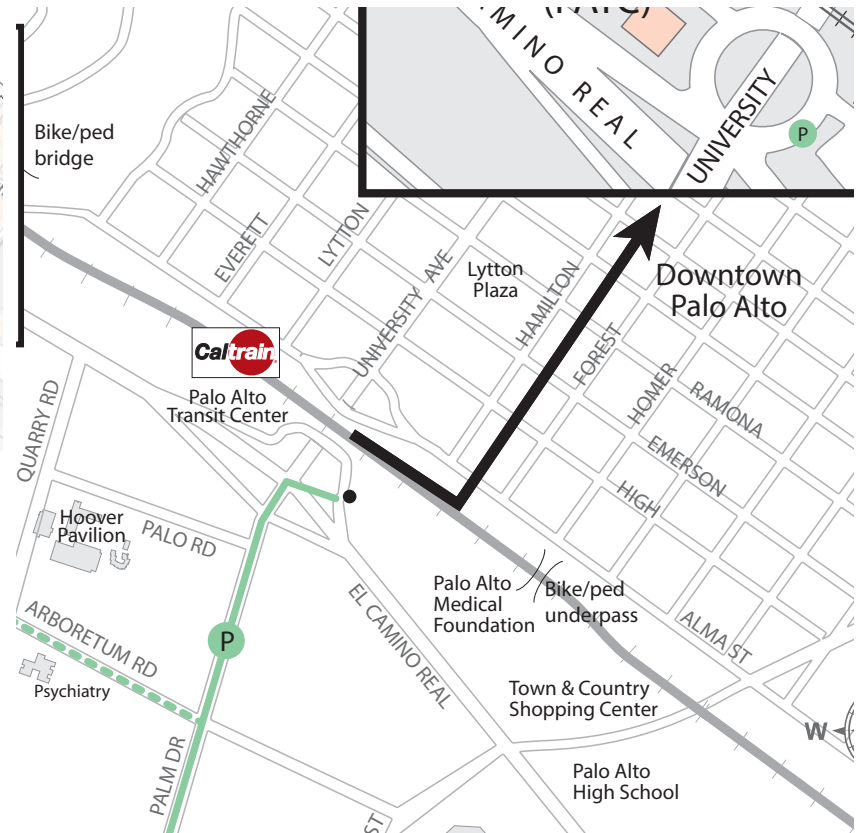 (PATC)
CAMINO REAL
UNIVERSITY
P
Bike/ped
bridge
HAWTHORNE
EVERETT
LYTTON
UNIVERSITY AVE
Lytton
Plaza
HAMILTON
FOREST
HOMER
Downtown
Palo Alto
RAMONA
EMERSON
HIGH
Caltrain
Palo Alto
Transit Center
QUARRY RD
Hoover
Pavilion
PALO RD
ARBORETUM RD
Psychiatry
P
PALM DR
EL CAMINO REAL
Palo Alto
Medical
Foundation
Bike/ped
underpass
ALMA ST
Town & Country
Shopping Center
Palo Alto
High School
W
ST